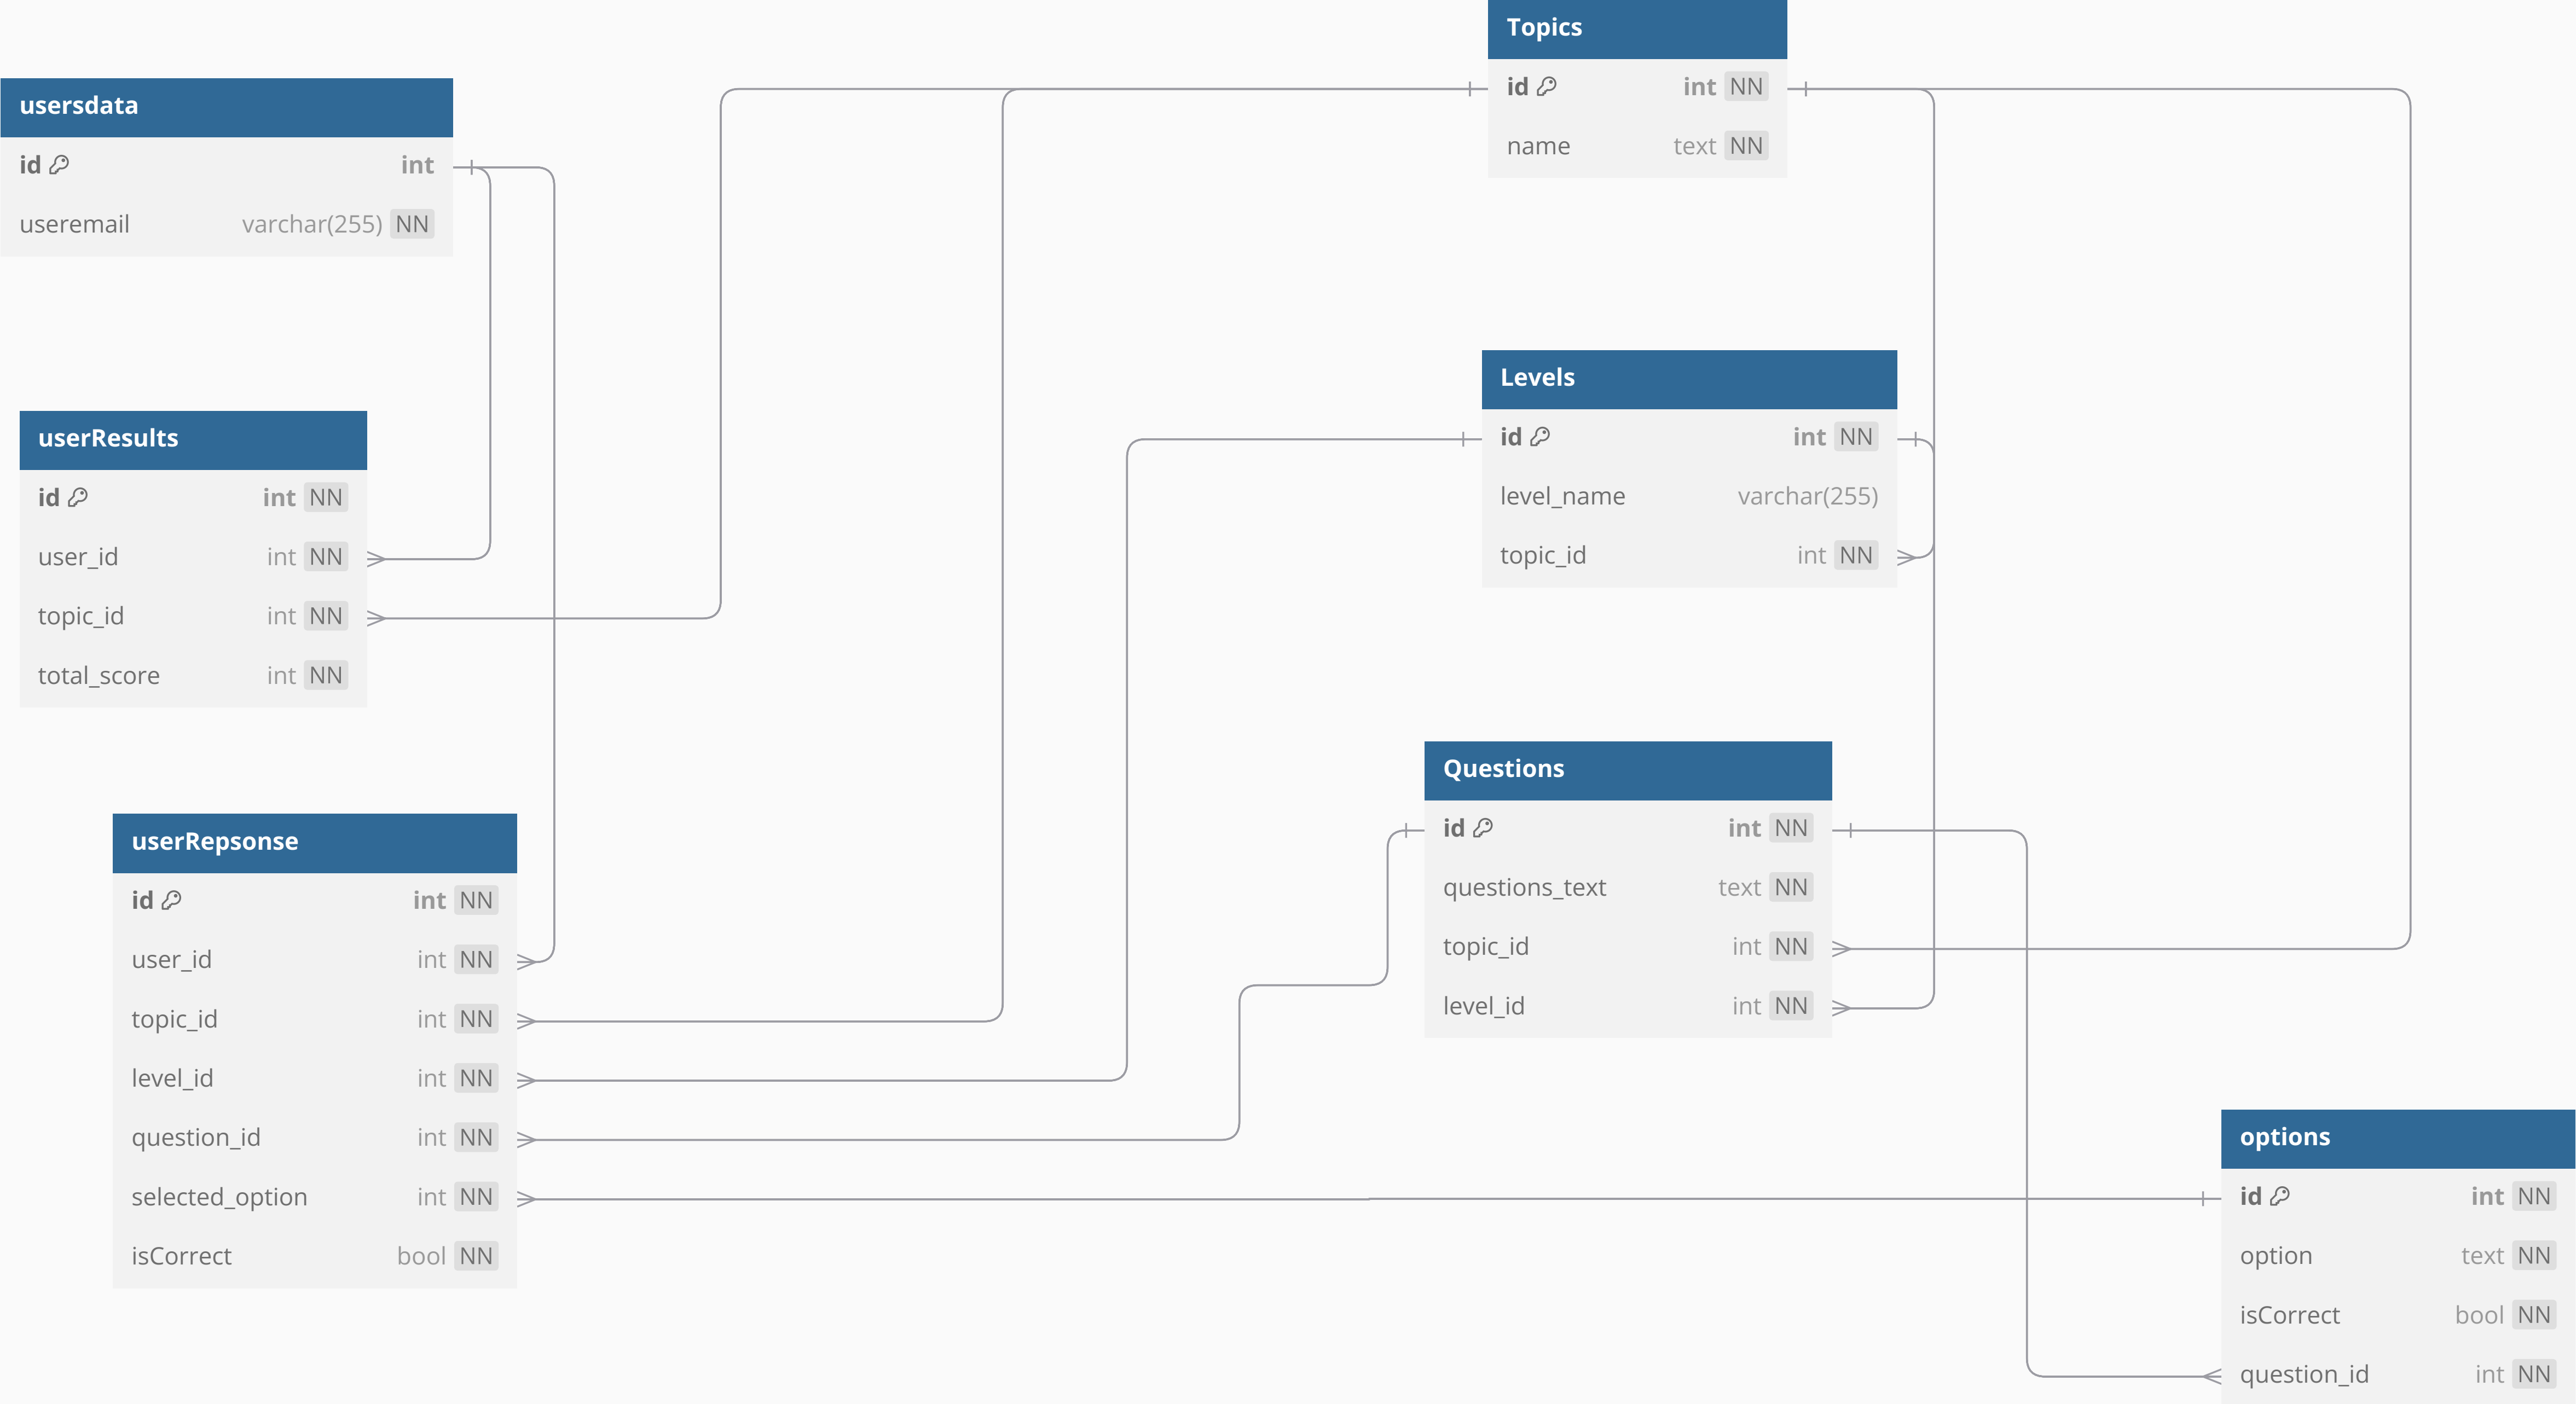 Topics
id int NN
name text NN
usersdata
id int
useremail varchar(255) NN
Levels
id int NN
level_name varchar(255)
topic_id int NN
userResults
id int NN
user_id int NN
topic_id int NN
total_score int NN
Questions
id int NN
questions_text text NN
topic_id int NN
level_id int NN
userRepsonse
id int NN
user_id int NN
topic_id int NN
level_id int NN
question_id int NN
selected_option int NN
isCorrect bool NN
options
id int NN
option text NN
isCorrect bool NN
question_id int NN